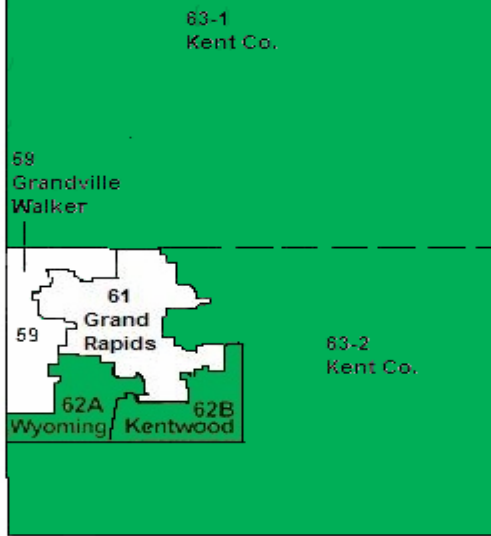 63-1
Kent Co.
59
Grandville
Walker
61
Grand
Rapids
59
63-2
Kent Co.
62A
Wyoming
62B
Kentwood